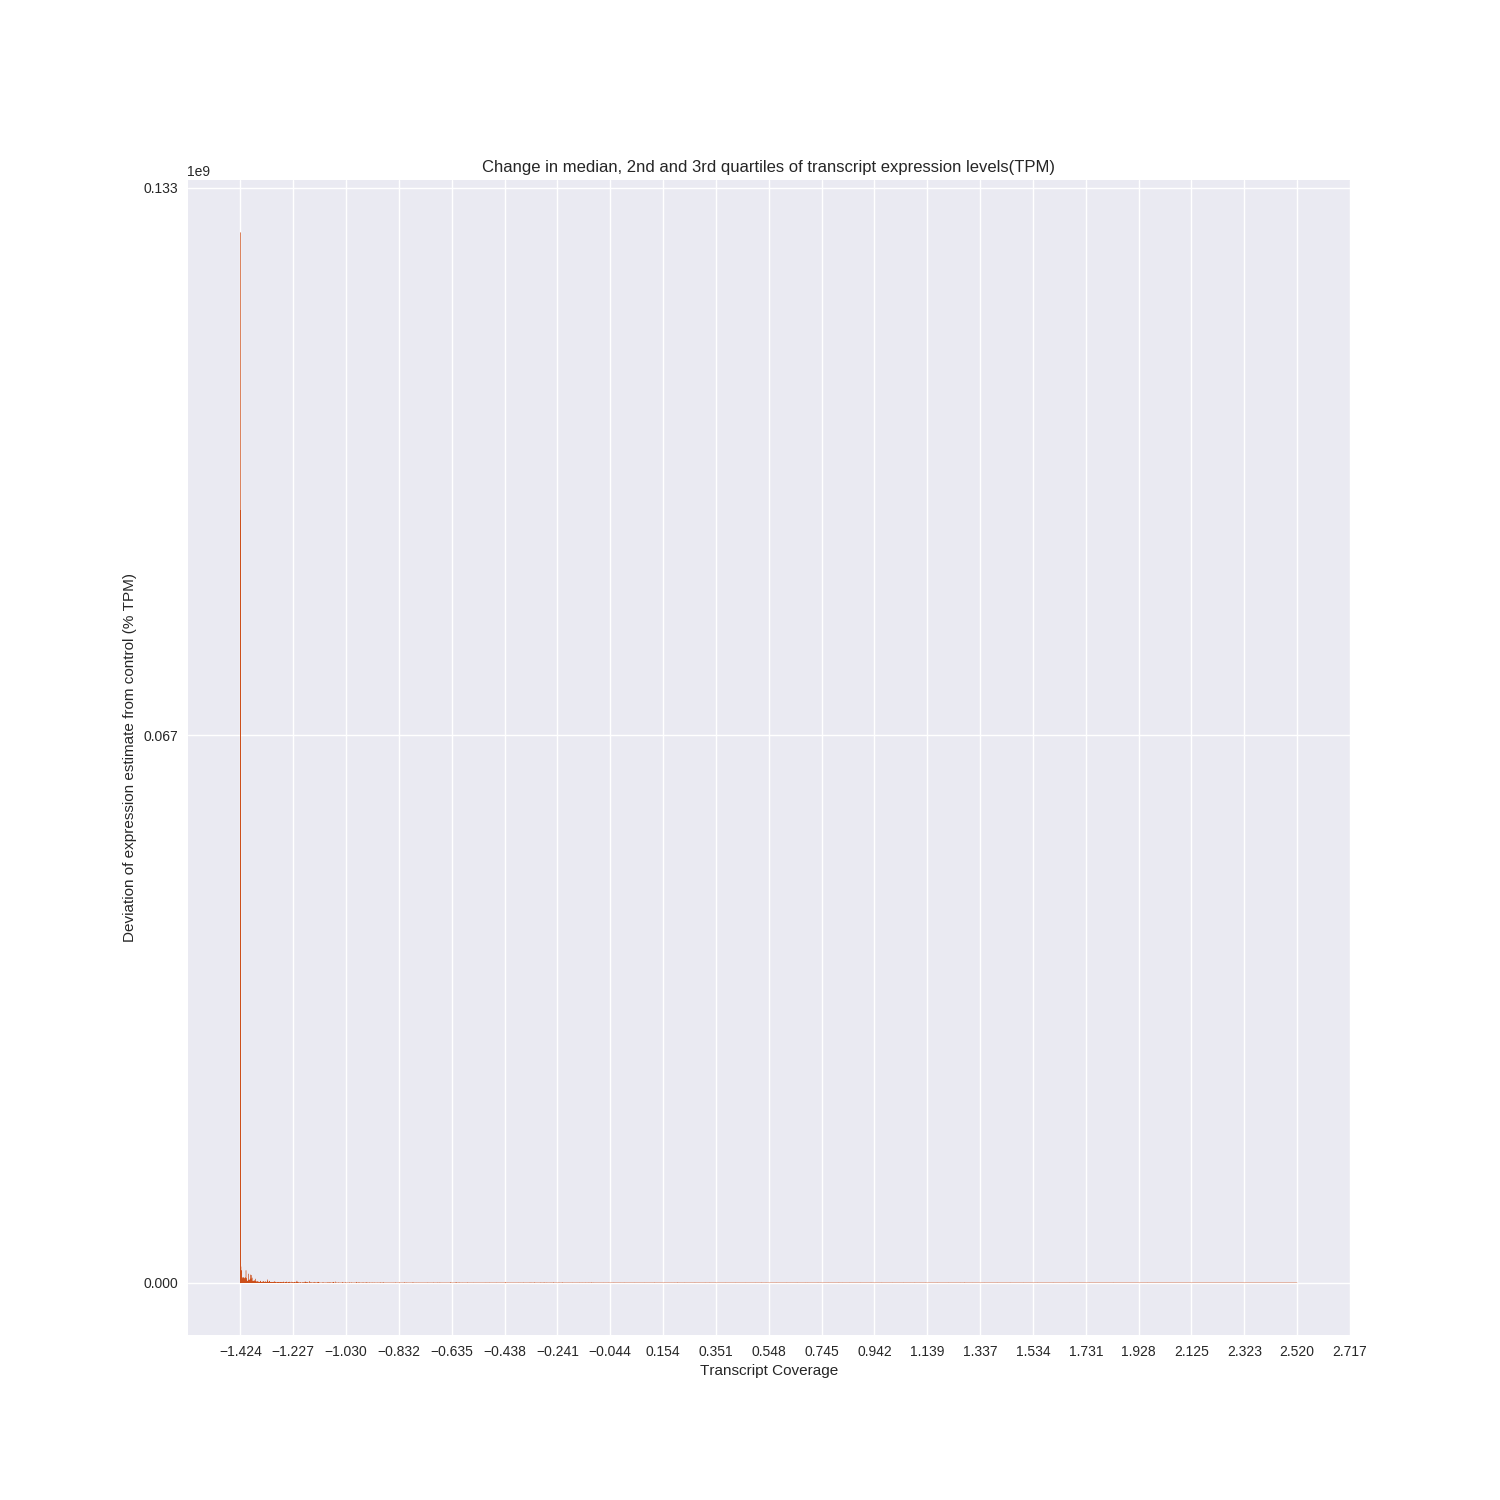 Change in median, 2nd and 3rd quartiles of transcript expression levels(TPM)
1e9
0.133
0.067
0.000
Deviation of expression estimate from control (% TPM)
−1.424 −1.227 −1.030 −0.832 −0.635 −0.438 −0.241 −0.044 0.154 0.351 0.548 0.745 0.942 1.139 1.337 1.534 1.731 1.928 2.125 2.323 2.520 2.717
Transcript Coverage